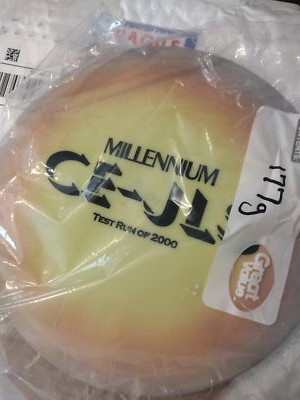 FRAGILE
MILLENNIUM
CE-JLS
TEST RUN OF 2000
177g
Great Value